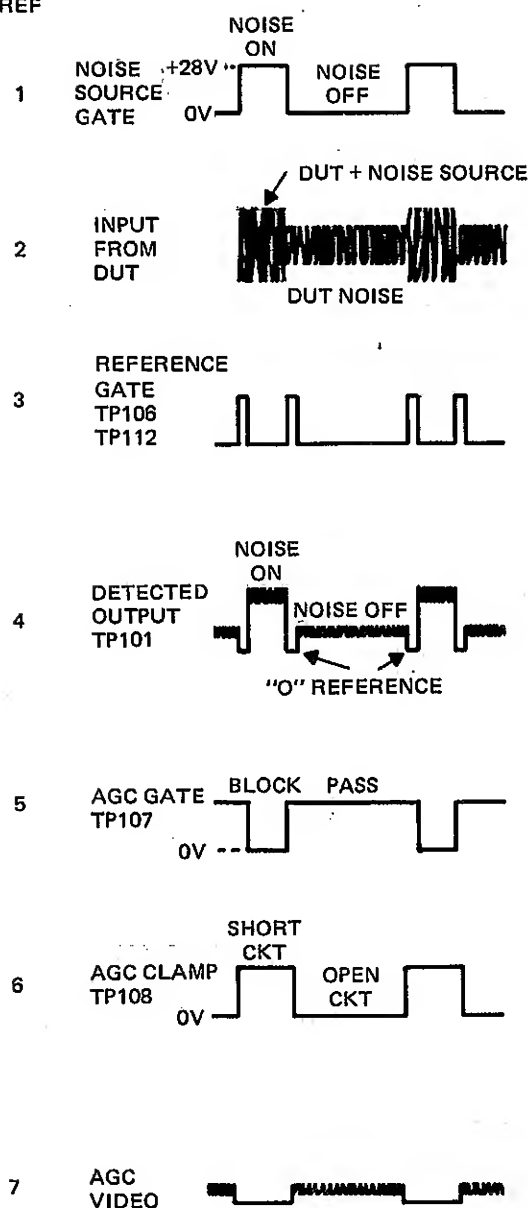 REF
1
NOISE SOURCE GATE
+28V
0V
NOISE ON
NOISE OFF
2
INPUT FROM DUT
DUT + NOISE SOURCE
DUT NOISE
3
REFERENCE GATE TP106 TP112
4
DETECTED OUTPUT TP101
NOISE ON
NOISE OFF
"O" REFERENCE
5
AGC GATE TP107
0V
BLOCK
PASS
6
AGC CLAMP TP108
0V
SHORT CKT
OPEN CKT
7
AGC VIDEO